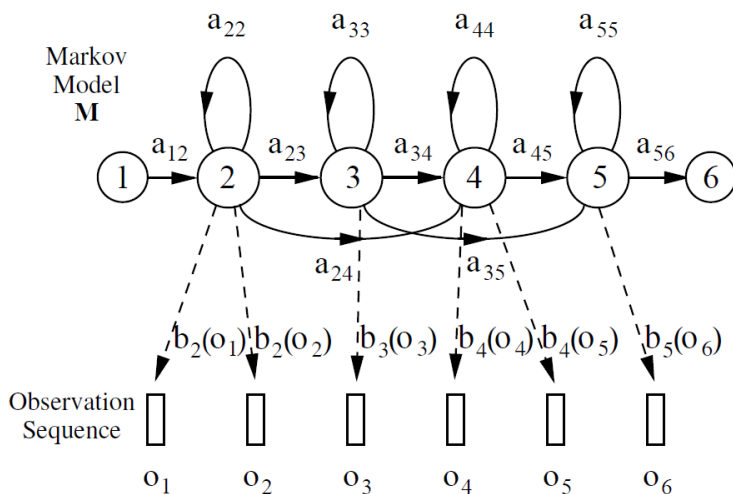 a22 a33 a44 a55
Markov
Model
M
a12 a23 a34 a45 a56
1 2 3 4 5 6
a24 a35
b2(o1) b2(o2) b3(o3) b4(o4) b4(o5) b5(o6)
Observation
Sequence
o1 o2 o3 o4 o5 o6